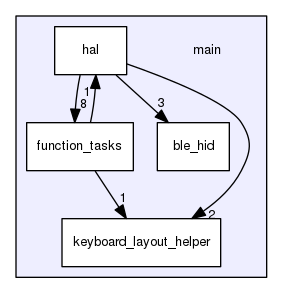 hal
main
1
8
3
function_tasks
ble_hid
1
2
keyboard_layout_helper